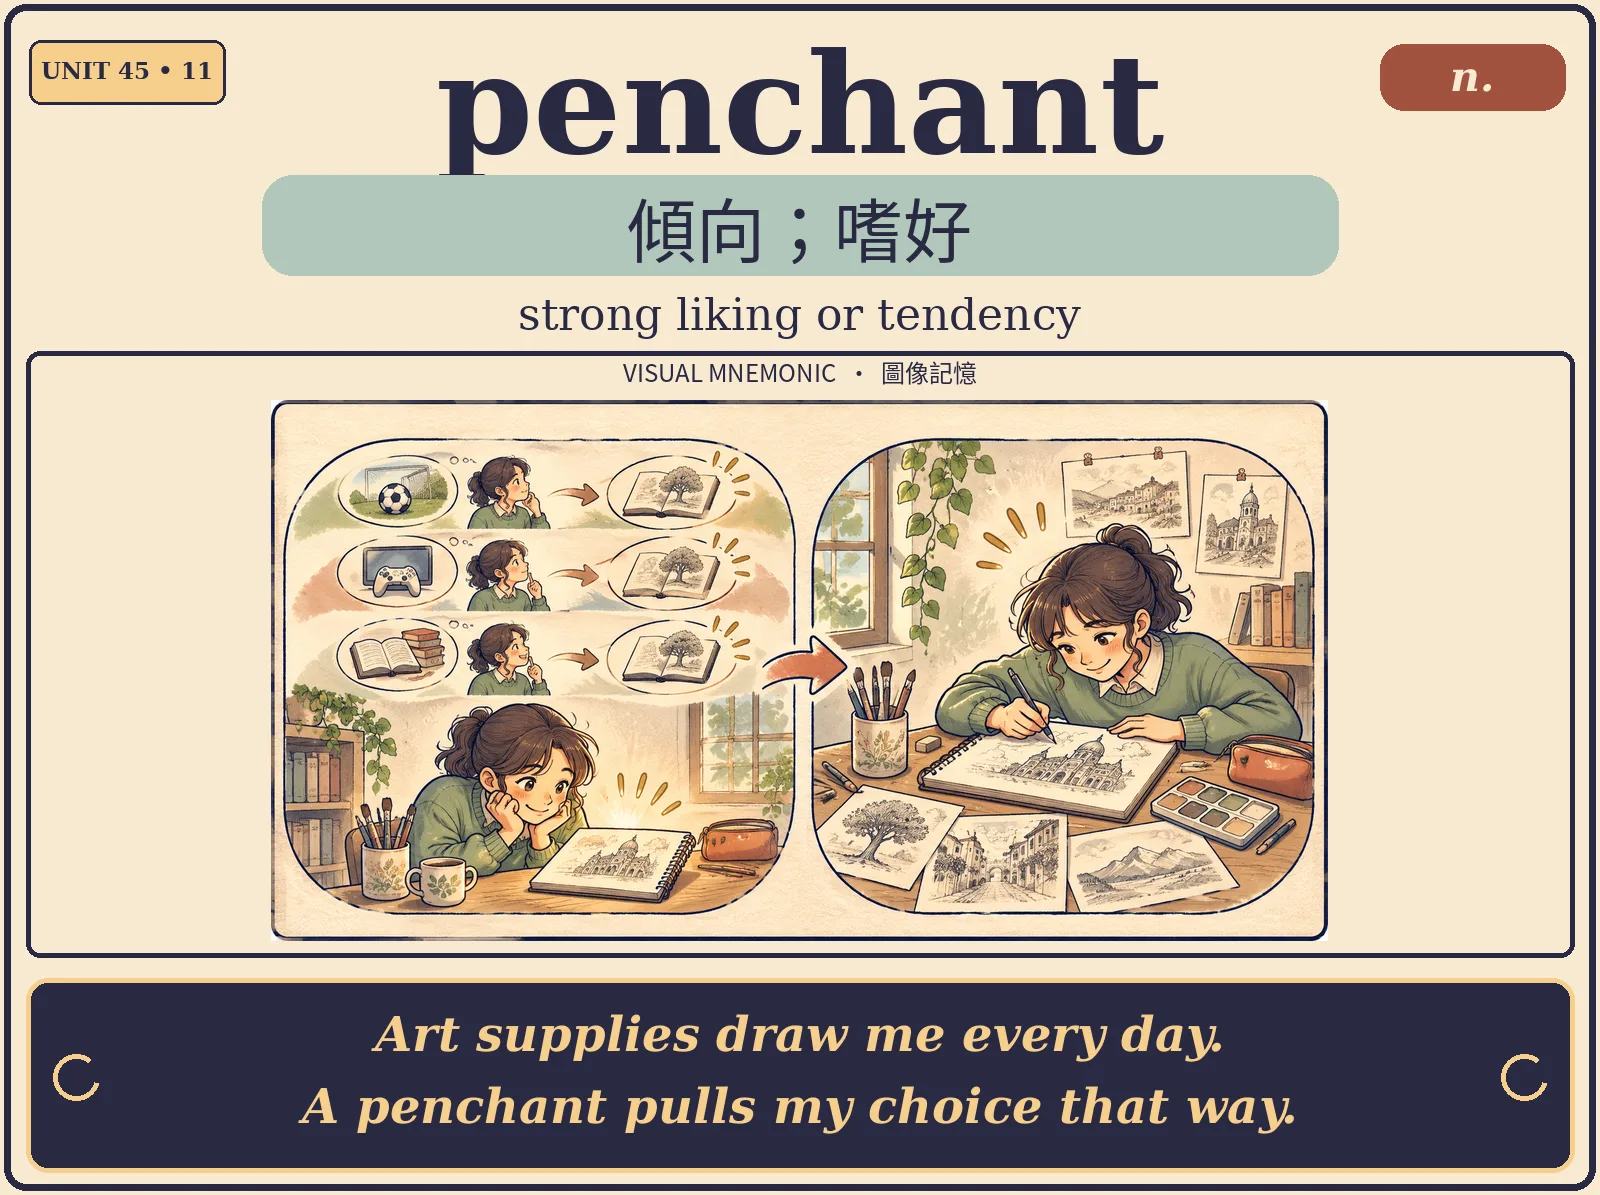 UNIT 45 • 11
penchant
n.
傾向；嗜好
strong liking or tendency
VISUAL MNEMONIC · 圖像記憶
Art supplies draw me every day.
A penchant pulls my choice that way.